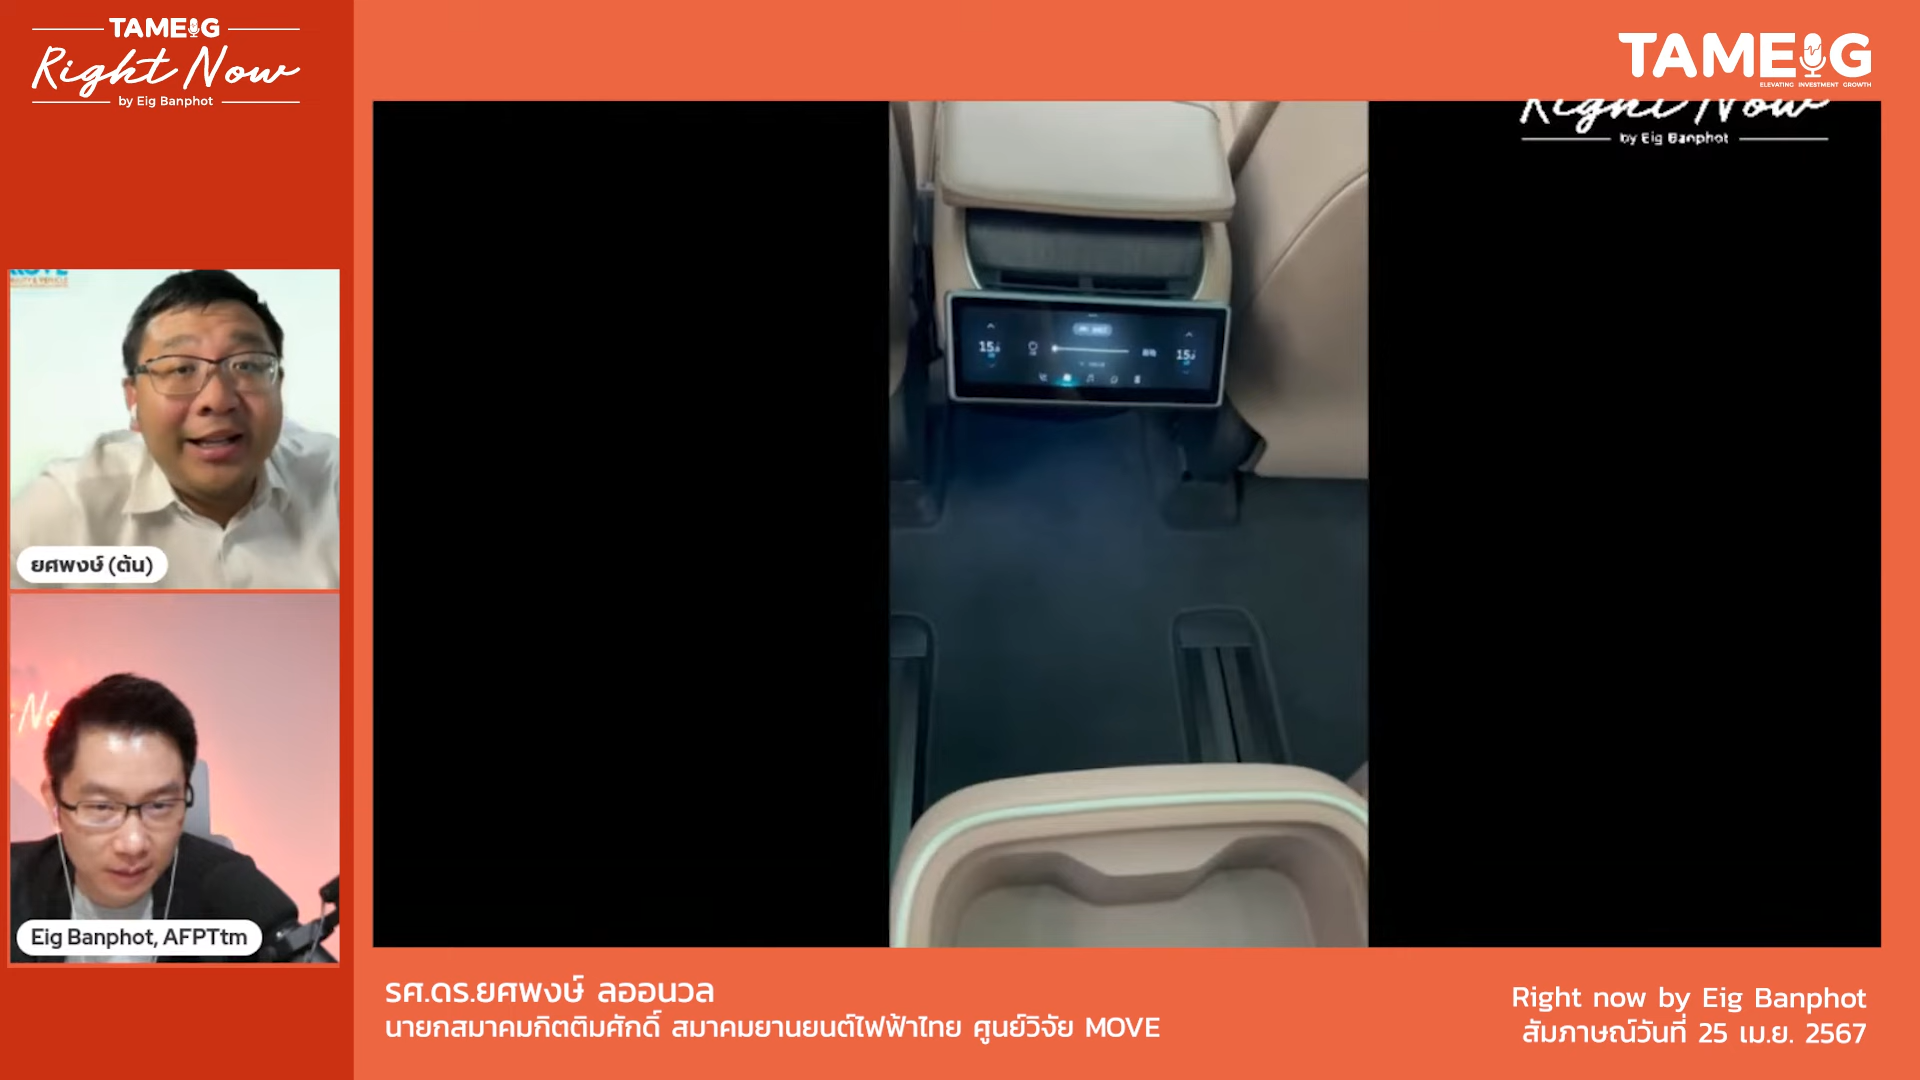 TAMEIG
Right Now
by Eig Banphot
TAMEIG
ELEVATING INVESTMENT GROWTH
Right Now
by Eig Banphot
MOVE
15
15
ยศพงษ์ (ต้น)
Eig Banphot, AFPTtm
รศ.ดร.ยศพงษ์ ลออนวล
นายกสมาคมกิตติมศักดิ์ สมาคมยานยนต์ไฟฟ้าไทย ศูนย์วิจัย MOVE
Right now by Eig Banphot
สัมภาษณ์วันที่ 25 เม.ย. 2567